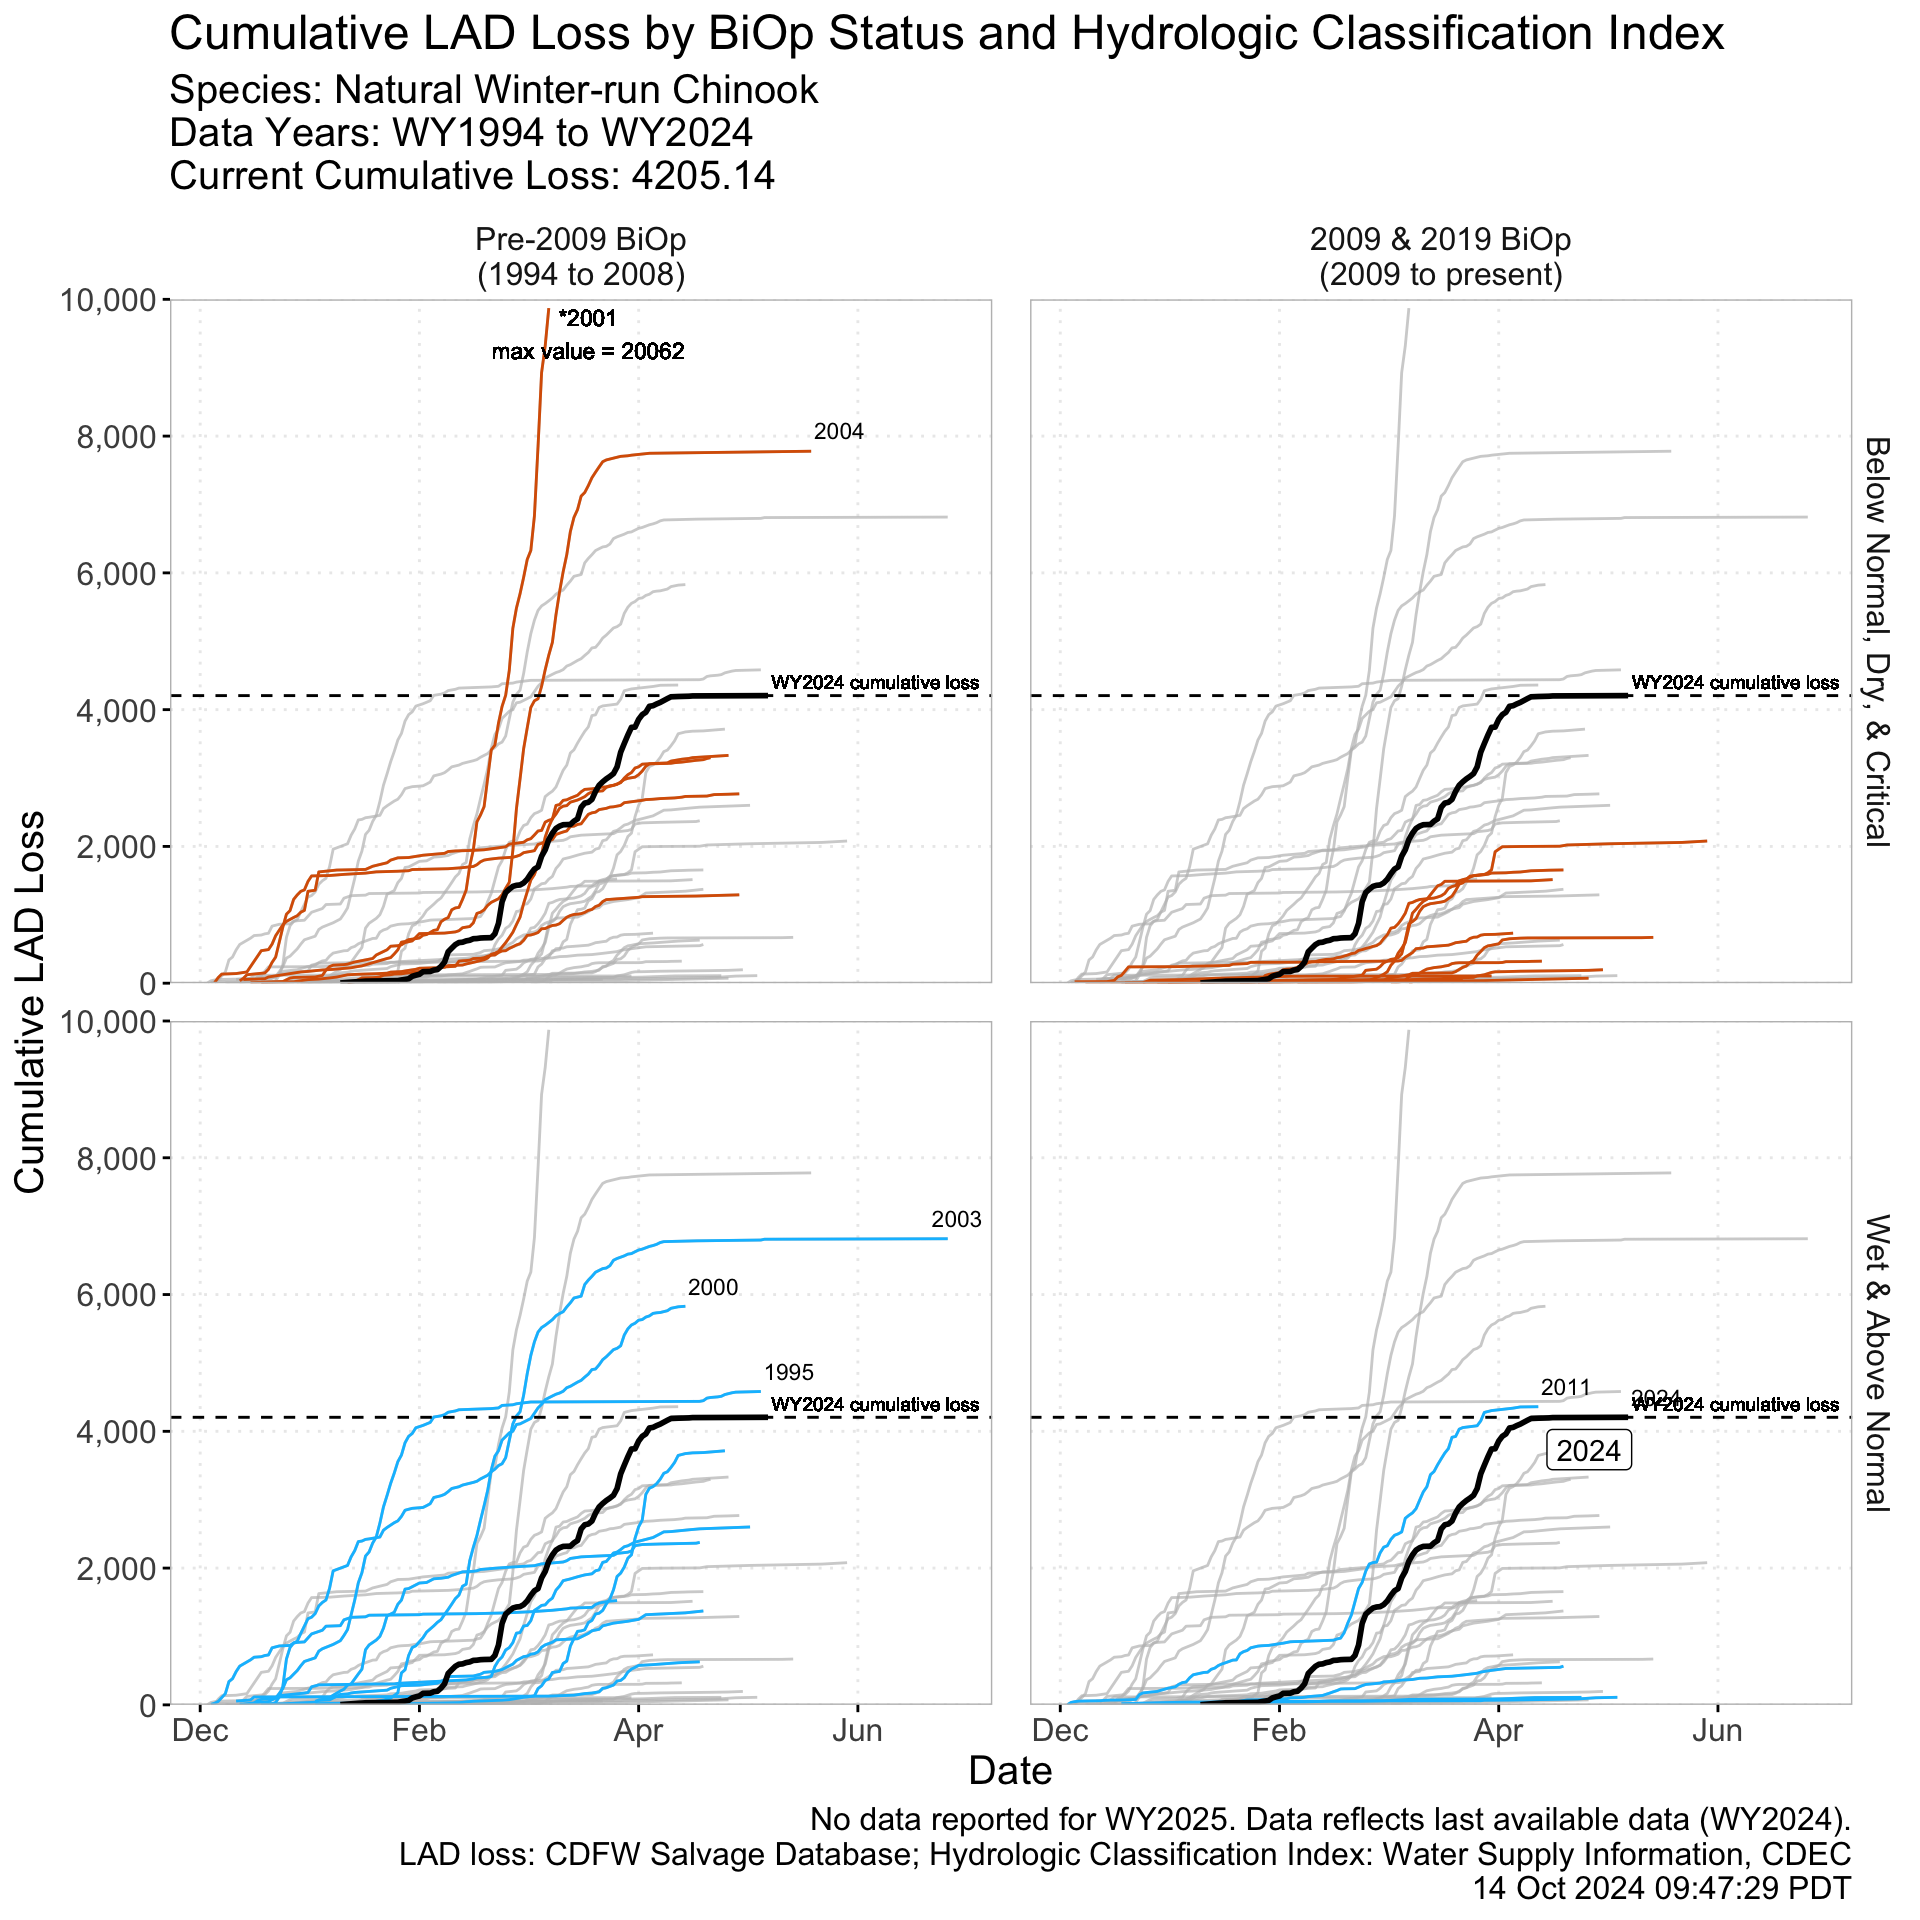 Cumulative LAD Loss by BiOp Status and Hydrologic Classification Index
Species: Natural Winter-run Chinook
Data Years: WY1994 to WY2024
Current Cumulative Loss: 4205.14
Pre-2009 BiOp
(1994 to 2008)
2009 & 2019 BiOp
(2009 to present)
Cumulative LAD Loss
10,000
8,000
6,000
4,000
2,000
0
*2001
max value = 20062
2004
WY2024 cumulative loss
WY2024 cumulative loss
Below Normal, Dry, & Critical
10,000
8,000
6,000
4,000
2,000
0
2003
2000
1995
WY2024 cumulative loss
2011
2024
WY2024 cumulative loss
2024
Wet & Above Normal
Dec
Feb
Apr
Jun
Dec
Feb
Apr
Jun
Date
No data reported for WY2025. Data reflects last available data (WY2024).
LAD loss: CDFW Salvage Database; Hydrologic Classification Index: Water Supply Information, CDEC
14 Oct 2024 09:47:29 PDT